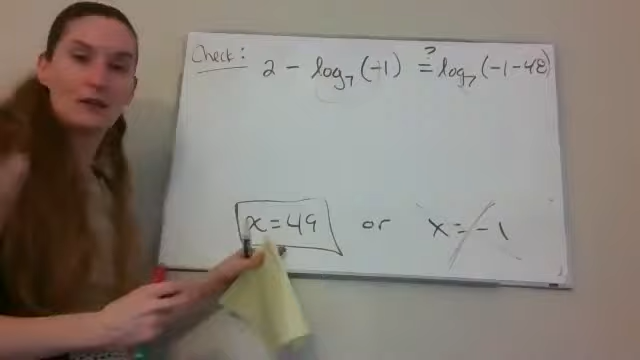 Check: 2 - log₇(-1) ≟ log₇(-1-48)
x = 49 or x = -1